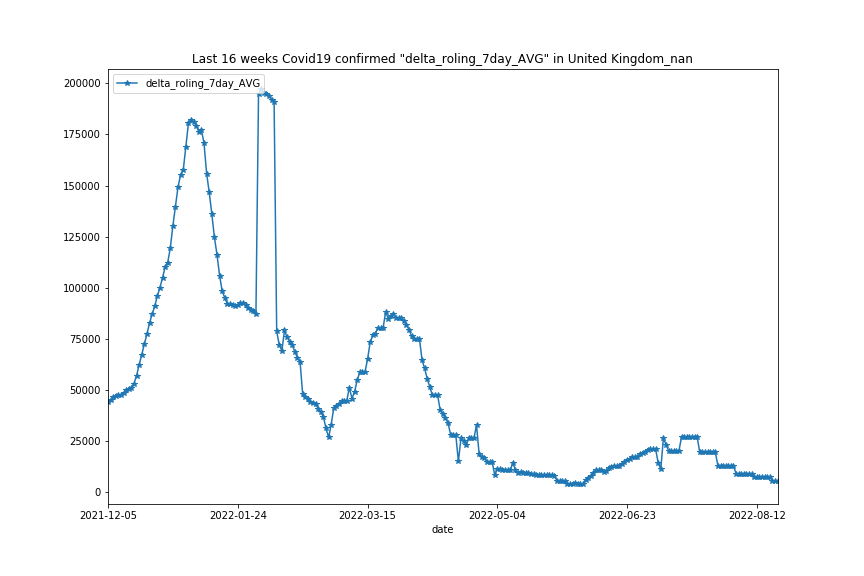 Last 16 weeks Covid19 confirmed "delta_roling_7day_AVG" in United Kingdom_nan
delta_roling_7day_AVG
200000
175000
150000
125000
100000
75000
50000
25000
0
2021-12-05 2022-01-24 2022-03-15 2022-05-04 2022-06-23 2022-08-12
date